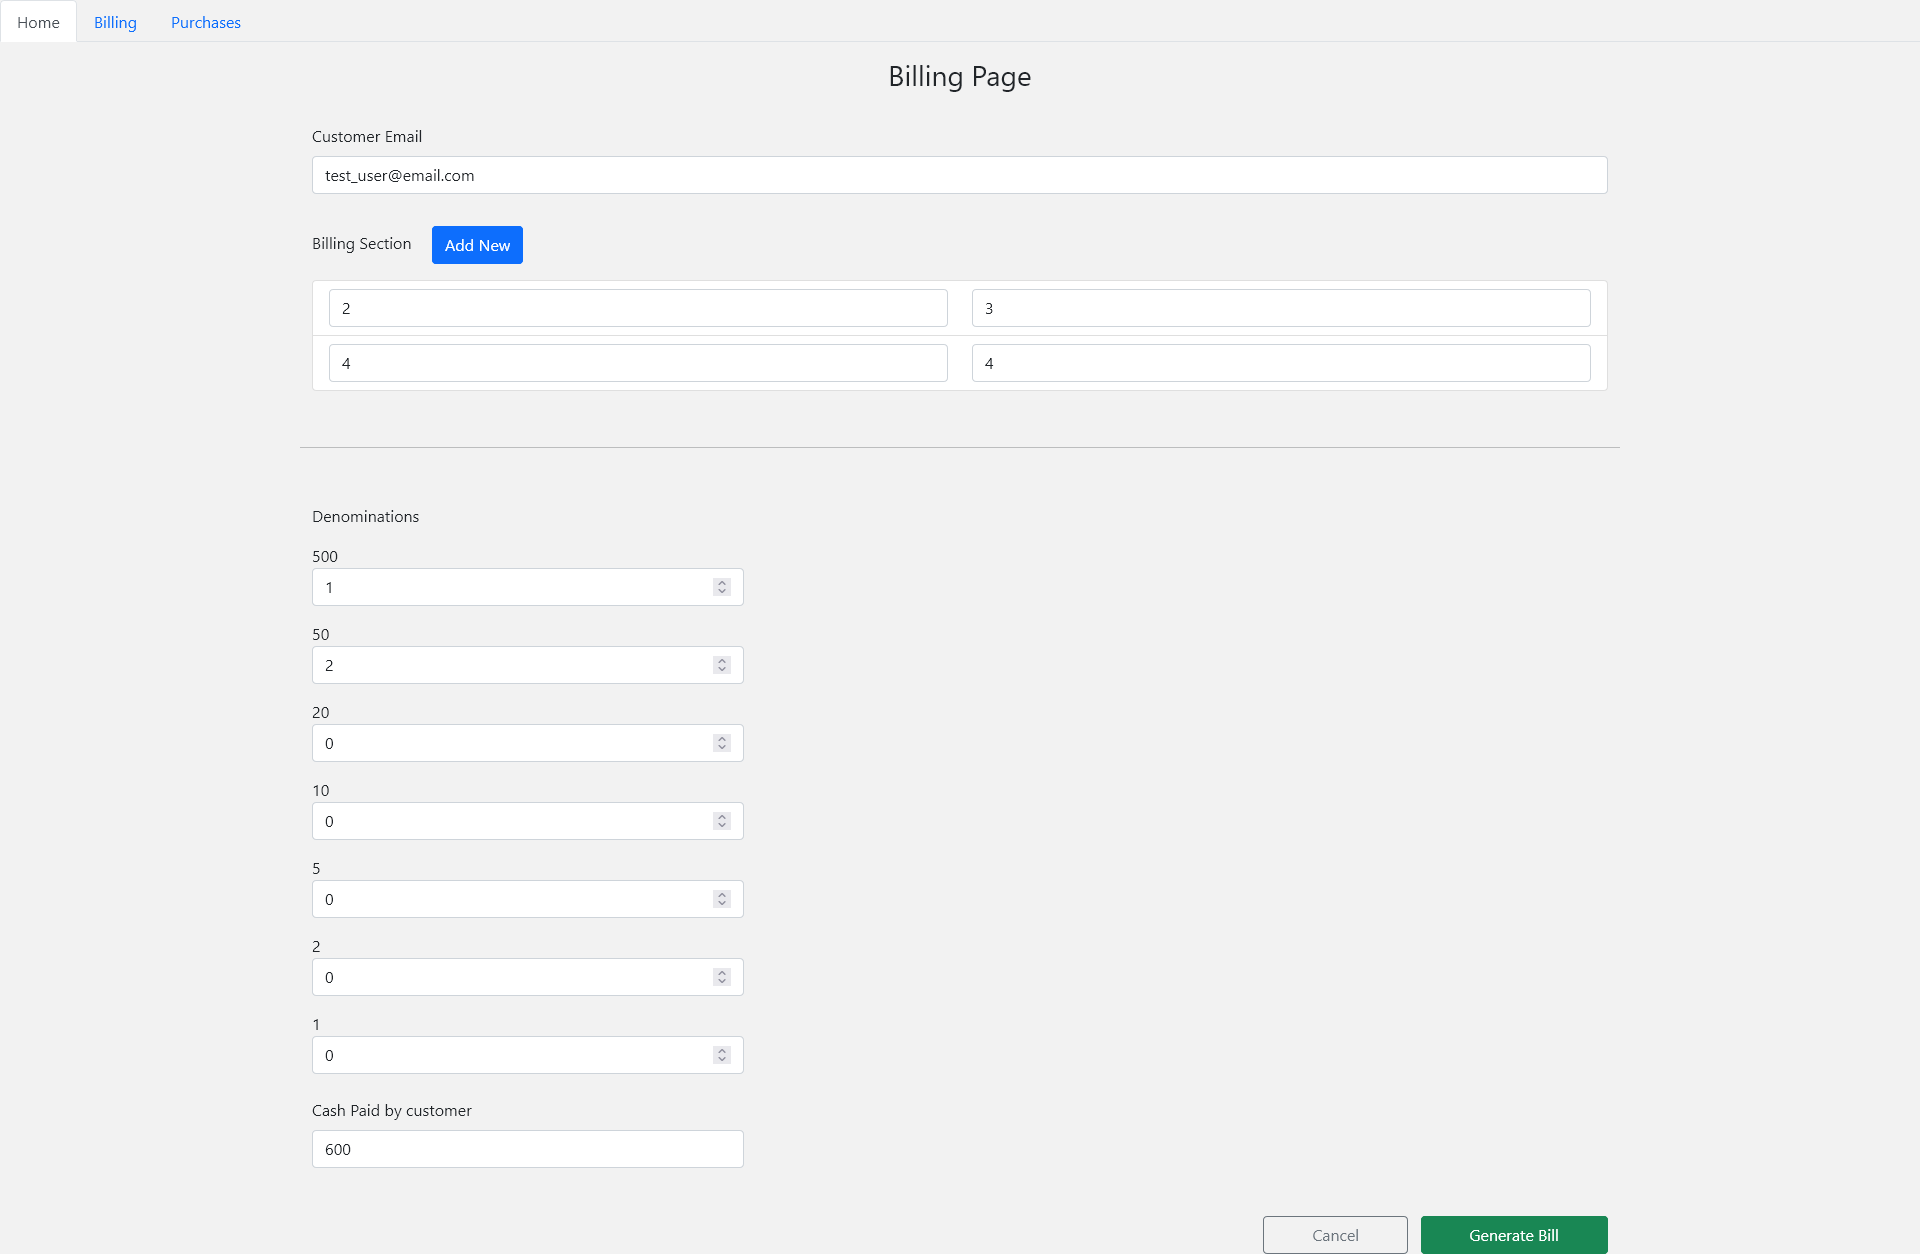 Home Billing Purchases
Billing Page
Customer Email
test_user@email.com
Billing Section Add New
2 3
4 4
Denominations
500
1
50
2
20
0
10
0
5
0
2
0
1
0
Cash Paid by customer
600
Cancel Generate Bill